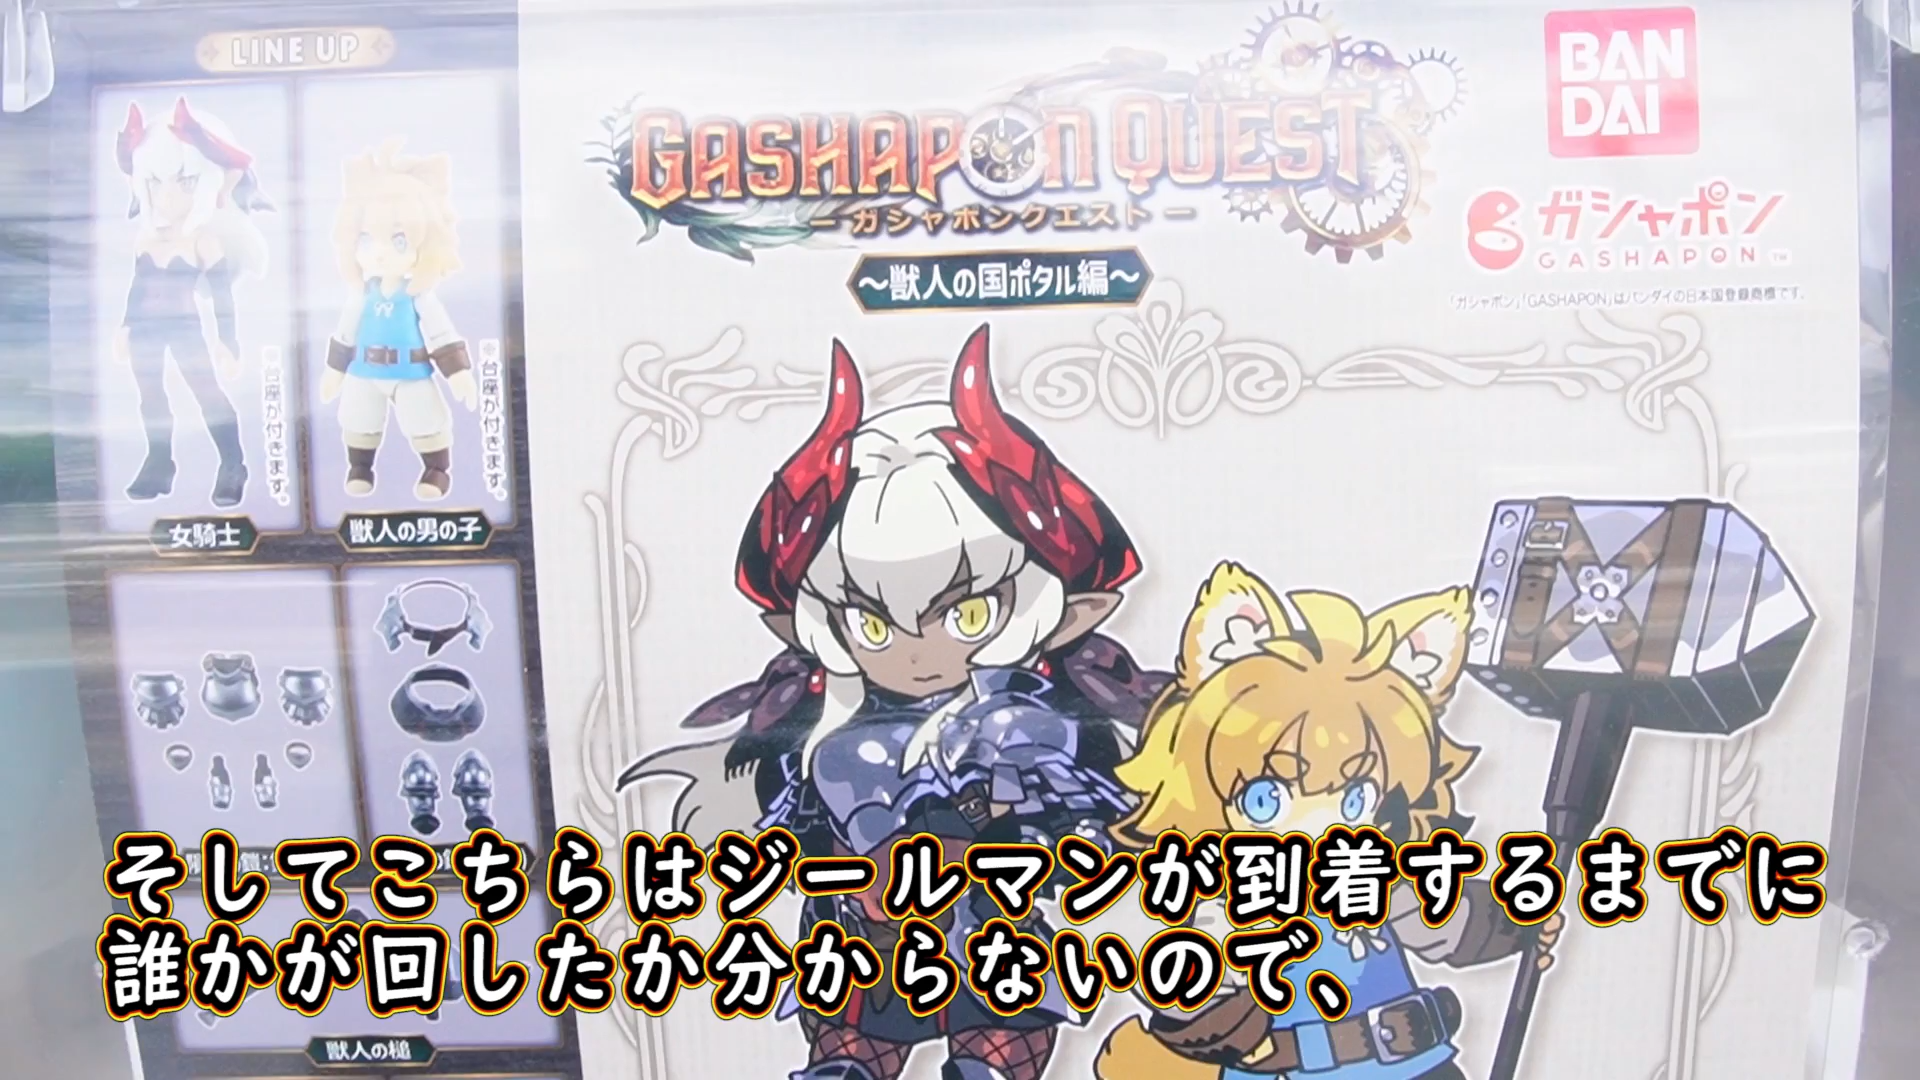 LINE UP
GASHAPON QUEST
ーガシャポンクエストー
～獣人の国ポタル編～
BAN
DAI
ガシャポン
GASHAPON™
「ガシャポン」「GASHAPON」はバンダイの日本国登録商標です。
※台座が付きます。
※台座が付きます。
女騎士
獣人の男の子
獣人の槌
そしてこちらはジールマンが到着するまでに
誰かが回したか分からないので、